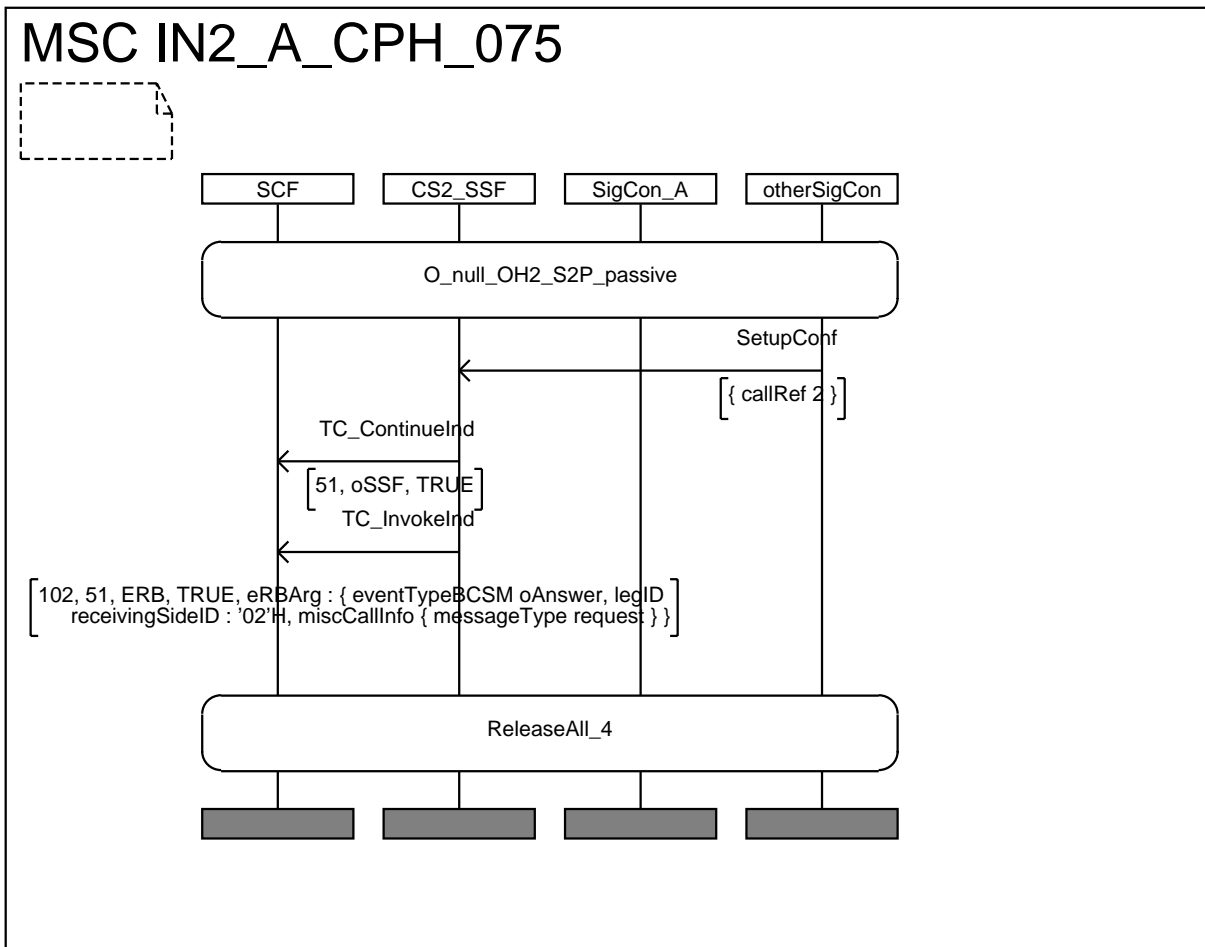 MSC IN2_A_CPH_075
SCF CS2_SSF SigCon_A otherSigCon
O_null_OH2_S2P_passive
SetupConf
{ callRef 2 }
TC_ContinueInd
51, oSSF, TRUE
TC_InvokeInd
102, 51, ERB, TRUE, eRBArg : { eventTypeBCSM oAnswer, legID
receivingSideID : '02'H, miscCallInfo { messageType request } }
ReleaseAll_4